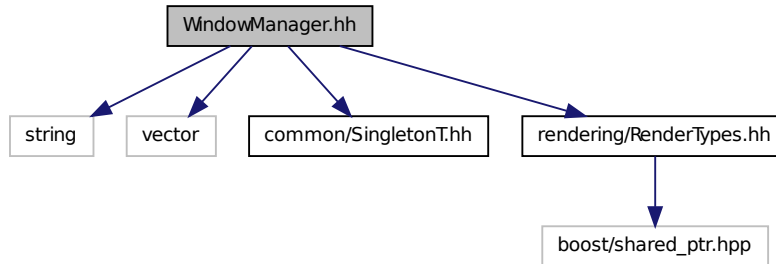 WindowManager.hh
string
vector
common/SingletonT.hh
rendering/RenderTypes.hh
boost/shared_ptr.hpp